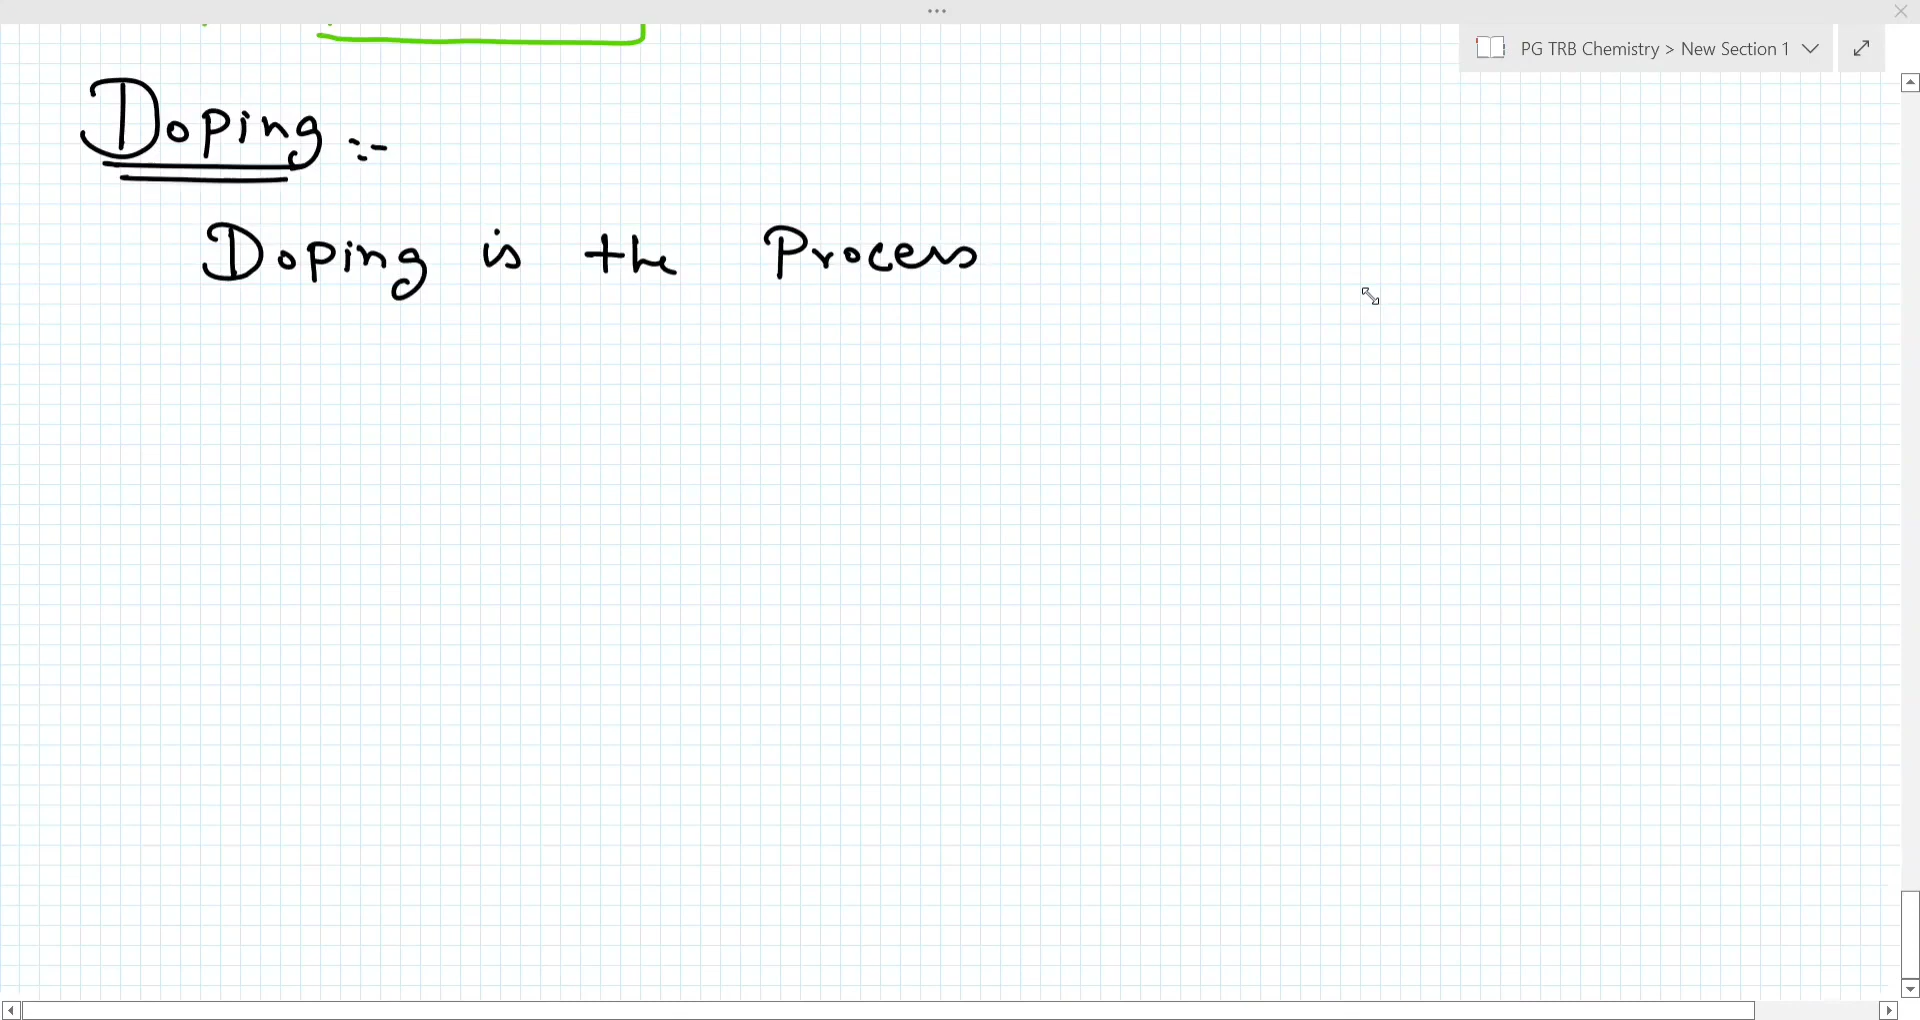 PG TRB Chemistry > New Section 1
Doping :-
Doping is the Process